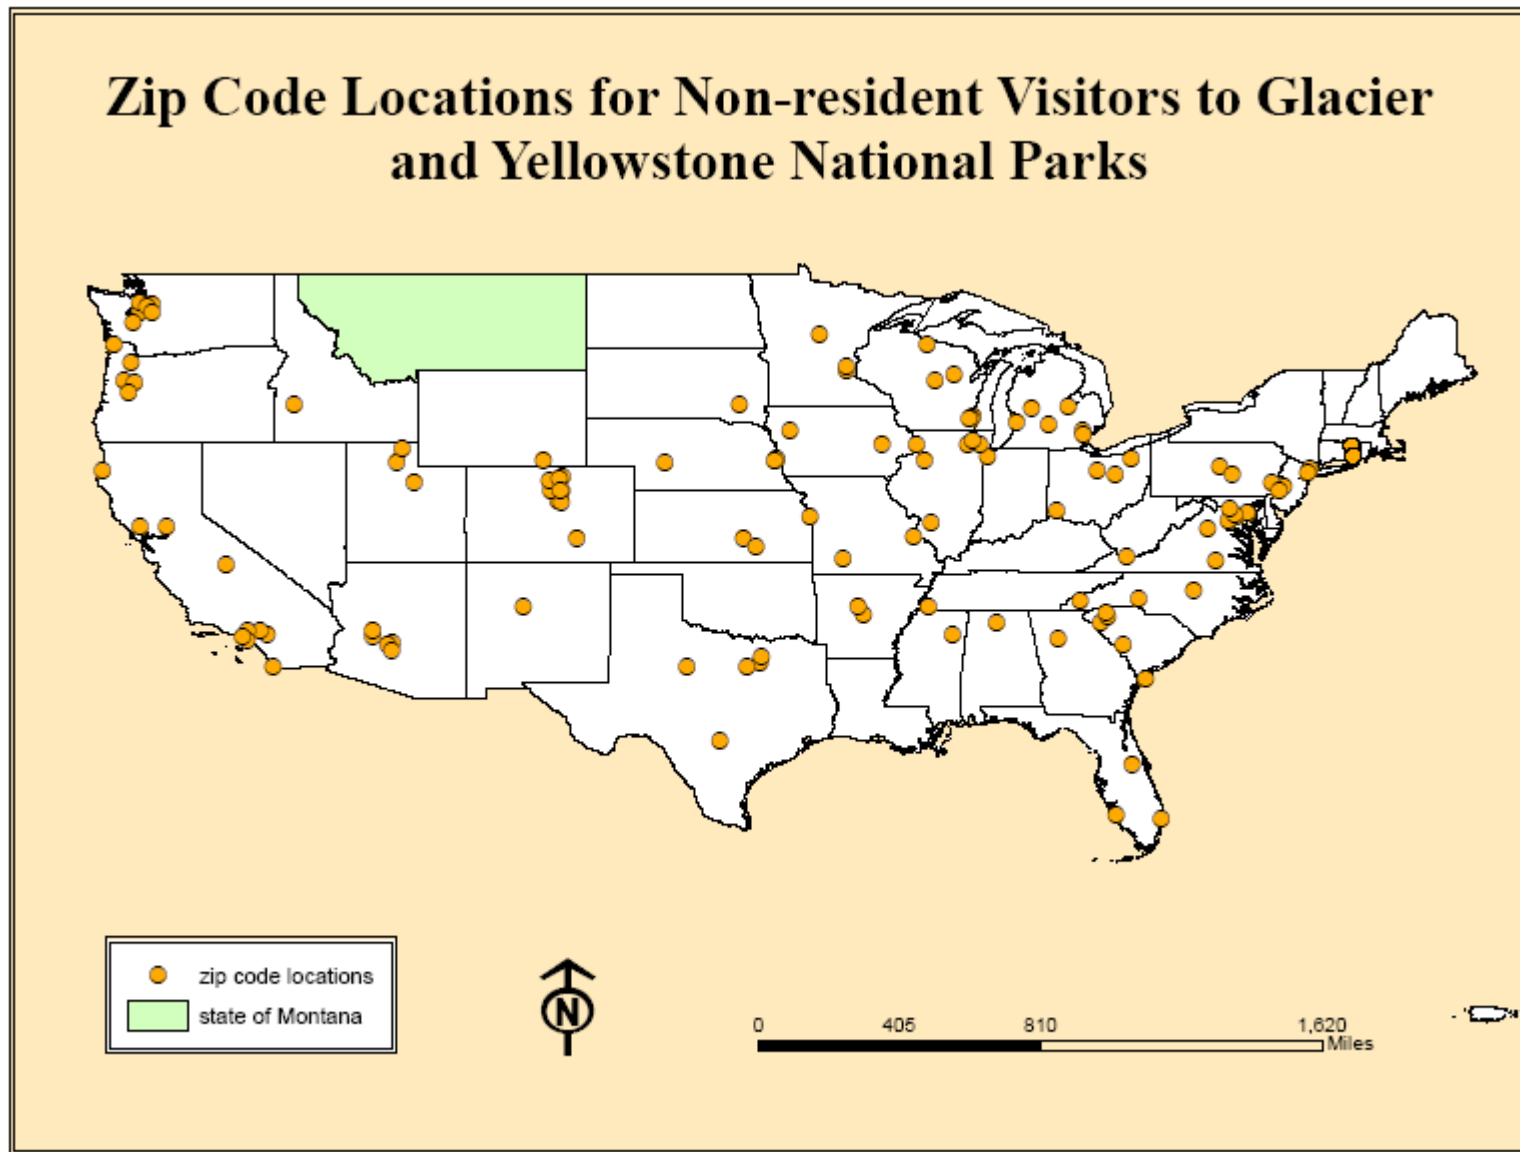 Zip Code Locations for Non-resident Visitors to Glacier
and Yellowstone National Parks
zip code locations
state of Montana
N
0 405 810 1,620
Miles